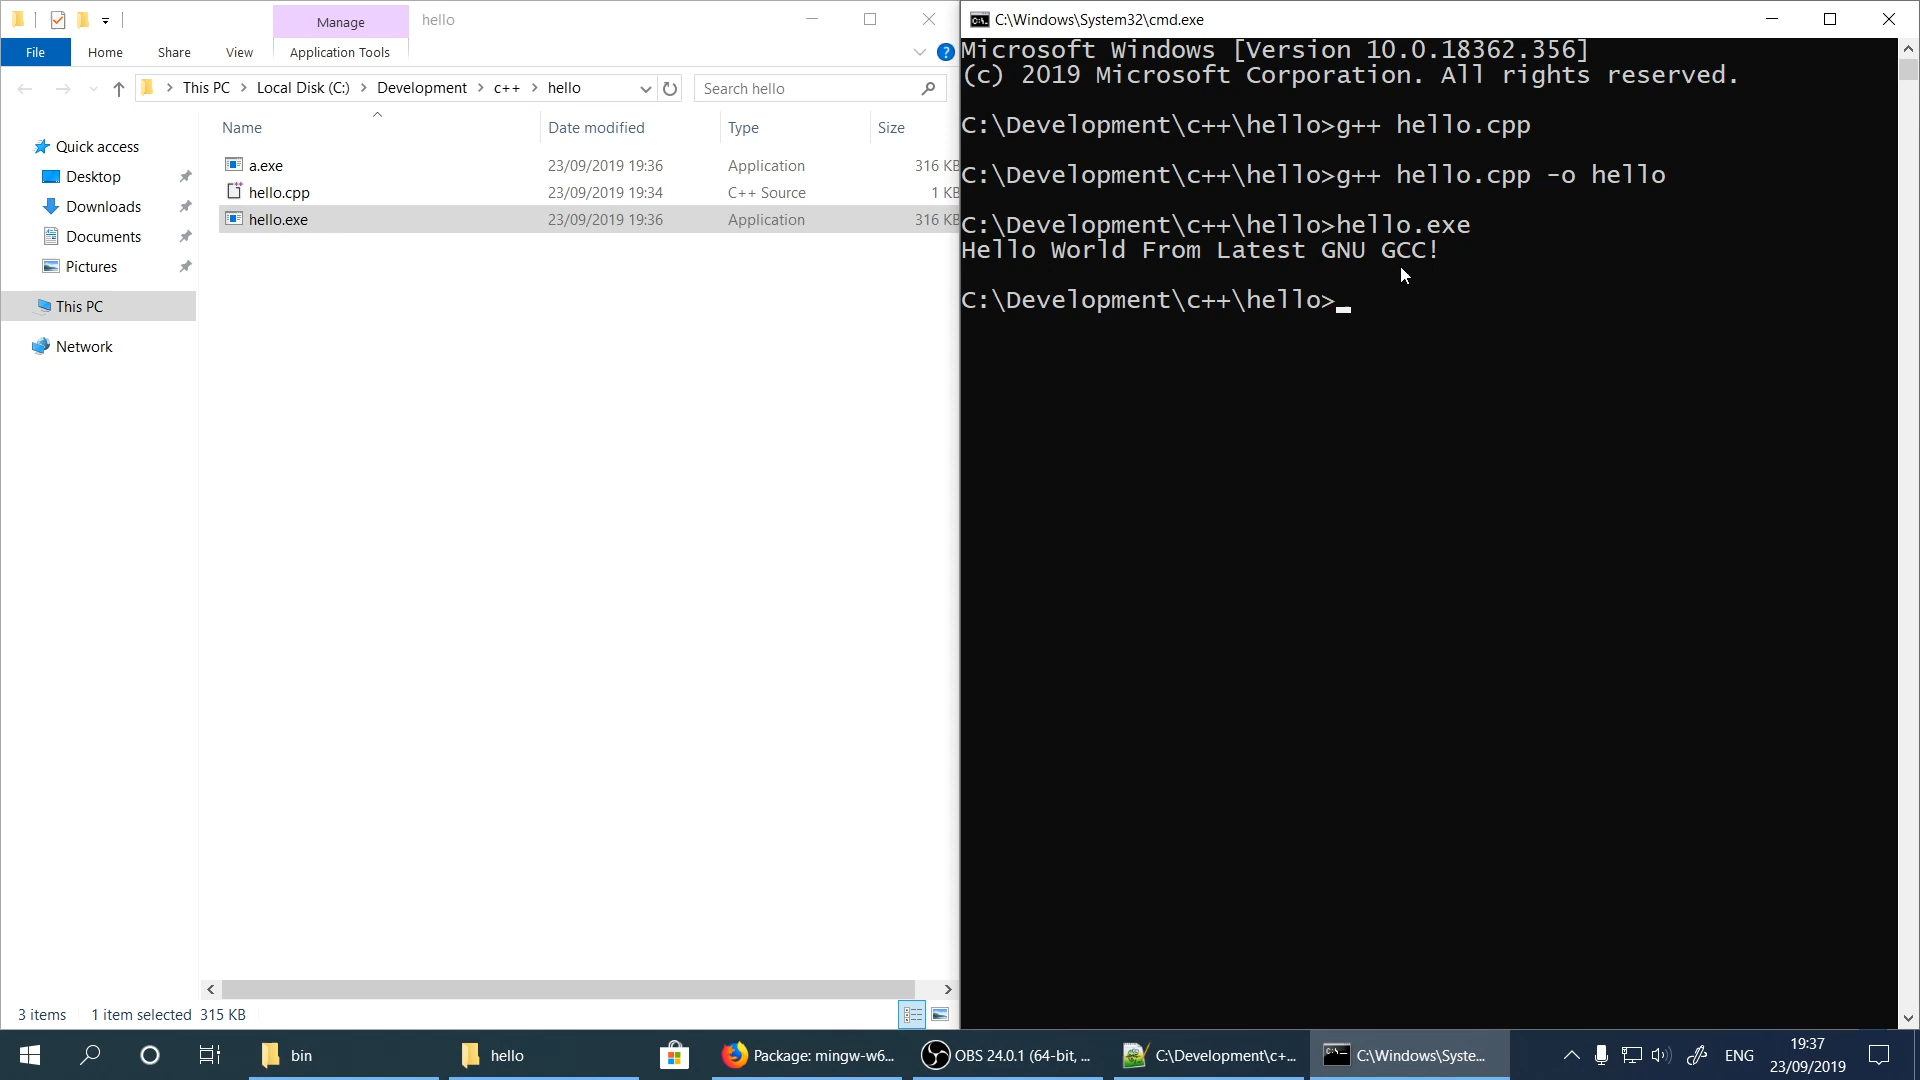 Manage
hello
File
Home
Share
View
Application Tools
This PC
Local Disk (C:)
Development
c++
hello
Search hello
Name
Date modified
Type
Size
Quick access
Desktop
Downloads
Documents
Pictures
This PC
Network
a.exe 23/09/2019 19:36 Application 316 KB
hello.cpp 23/09/2019 19:34 C++ Source 1 KB
hello.exe 23/09/2019 19:36 Application 316 KB
3 items 1 item selected 315 KB
C:\Windows\System32\cmd.exe
Microsoft Windows [Version 10.0.18362.356]
(c) 2019 Microsoft Corporation. All rights reserved.
C:\Development\c++\hello>g++ hello.cpp
C:\Development\c++\hello>g++ hello.cpp -o hello
C:\Development\c++\hello>hello.exe
Hello World From Latest GNU GCC!
C:\Development\c++\hello>
bin
hello
Package: mingw-w6...
OBS 24.0.1 (64-bit, ...
C:\Development\c+...
C:\Windows\Syste...
ENG
19:37
23/09/2019